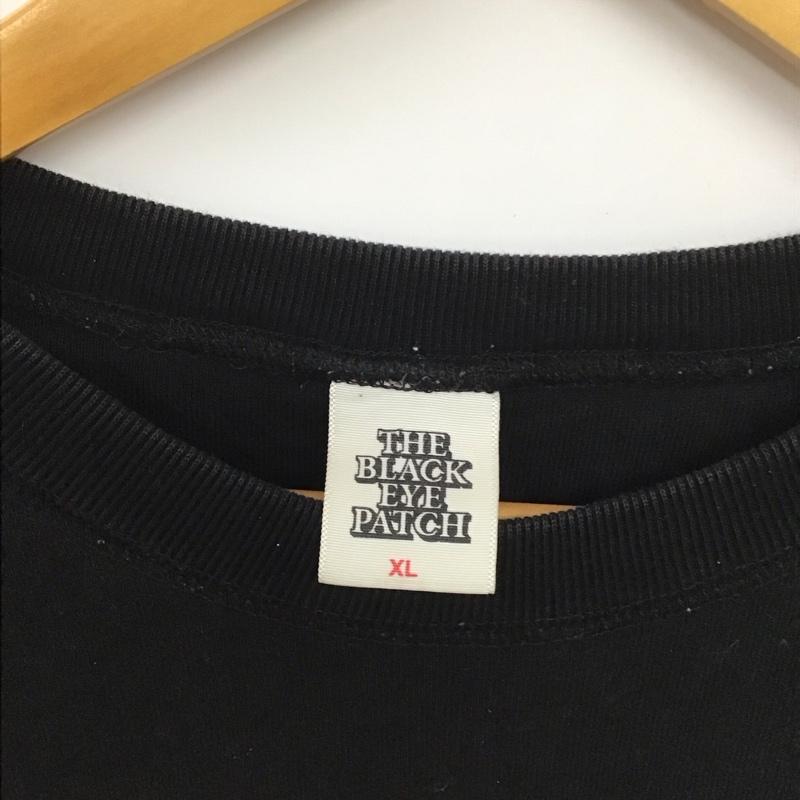 THE
BLACK
EYE
PATCH
XL